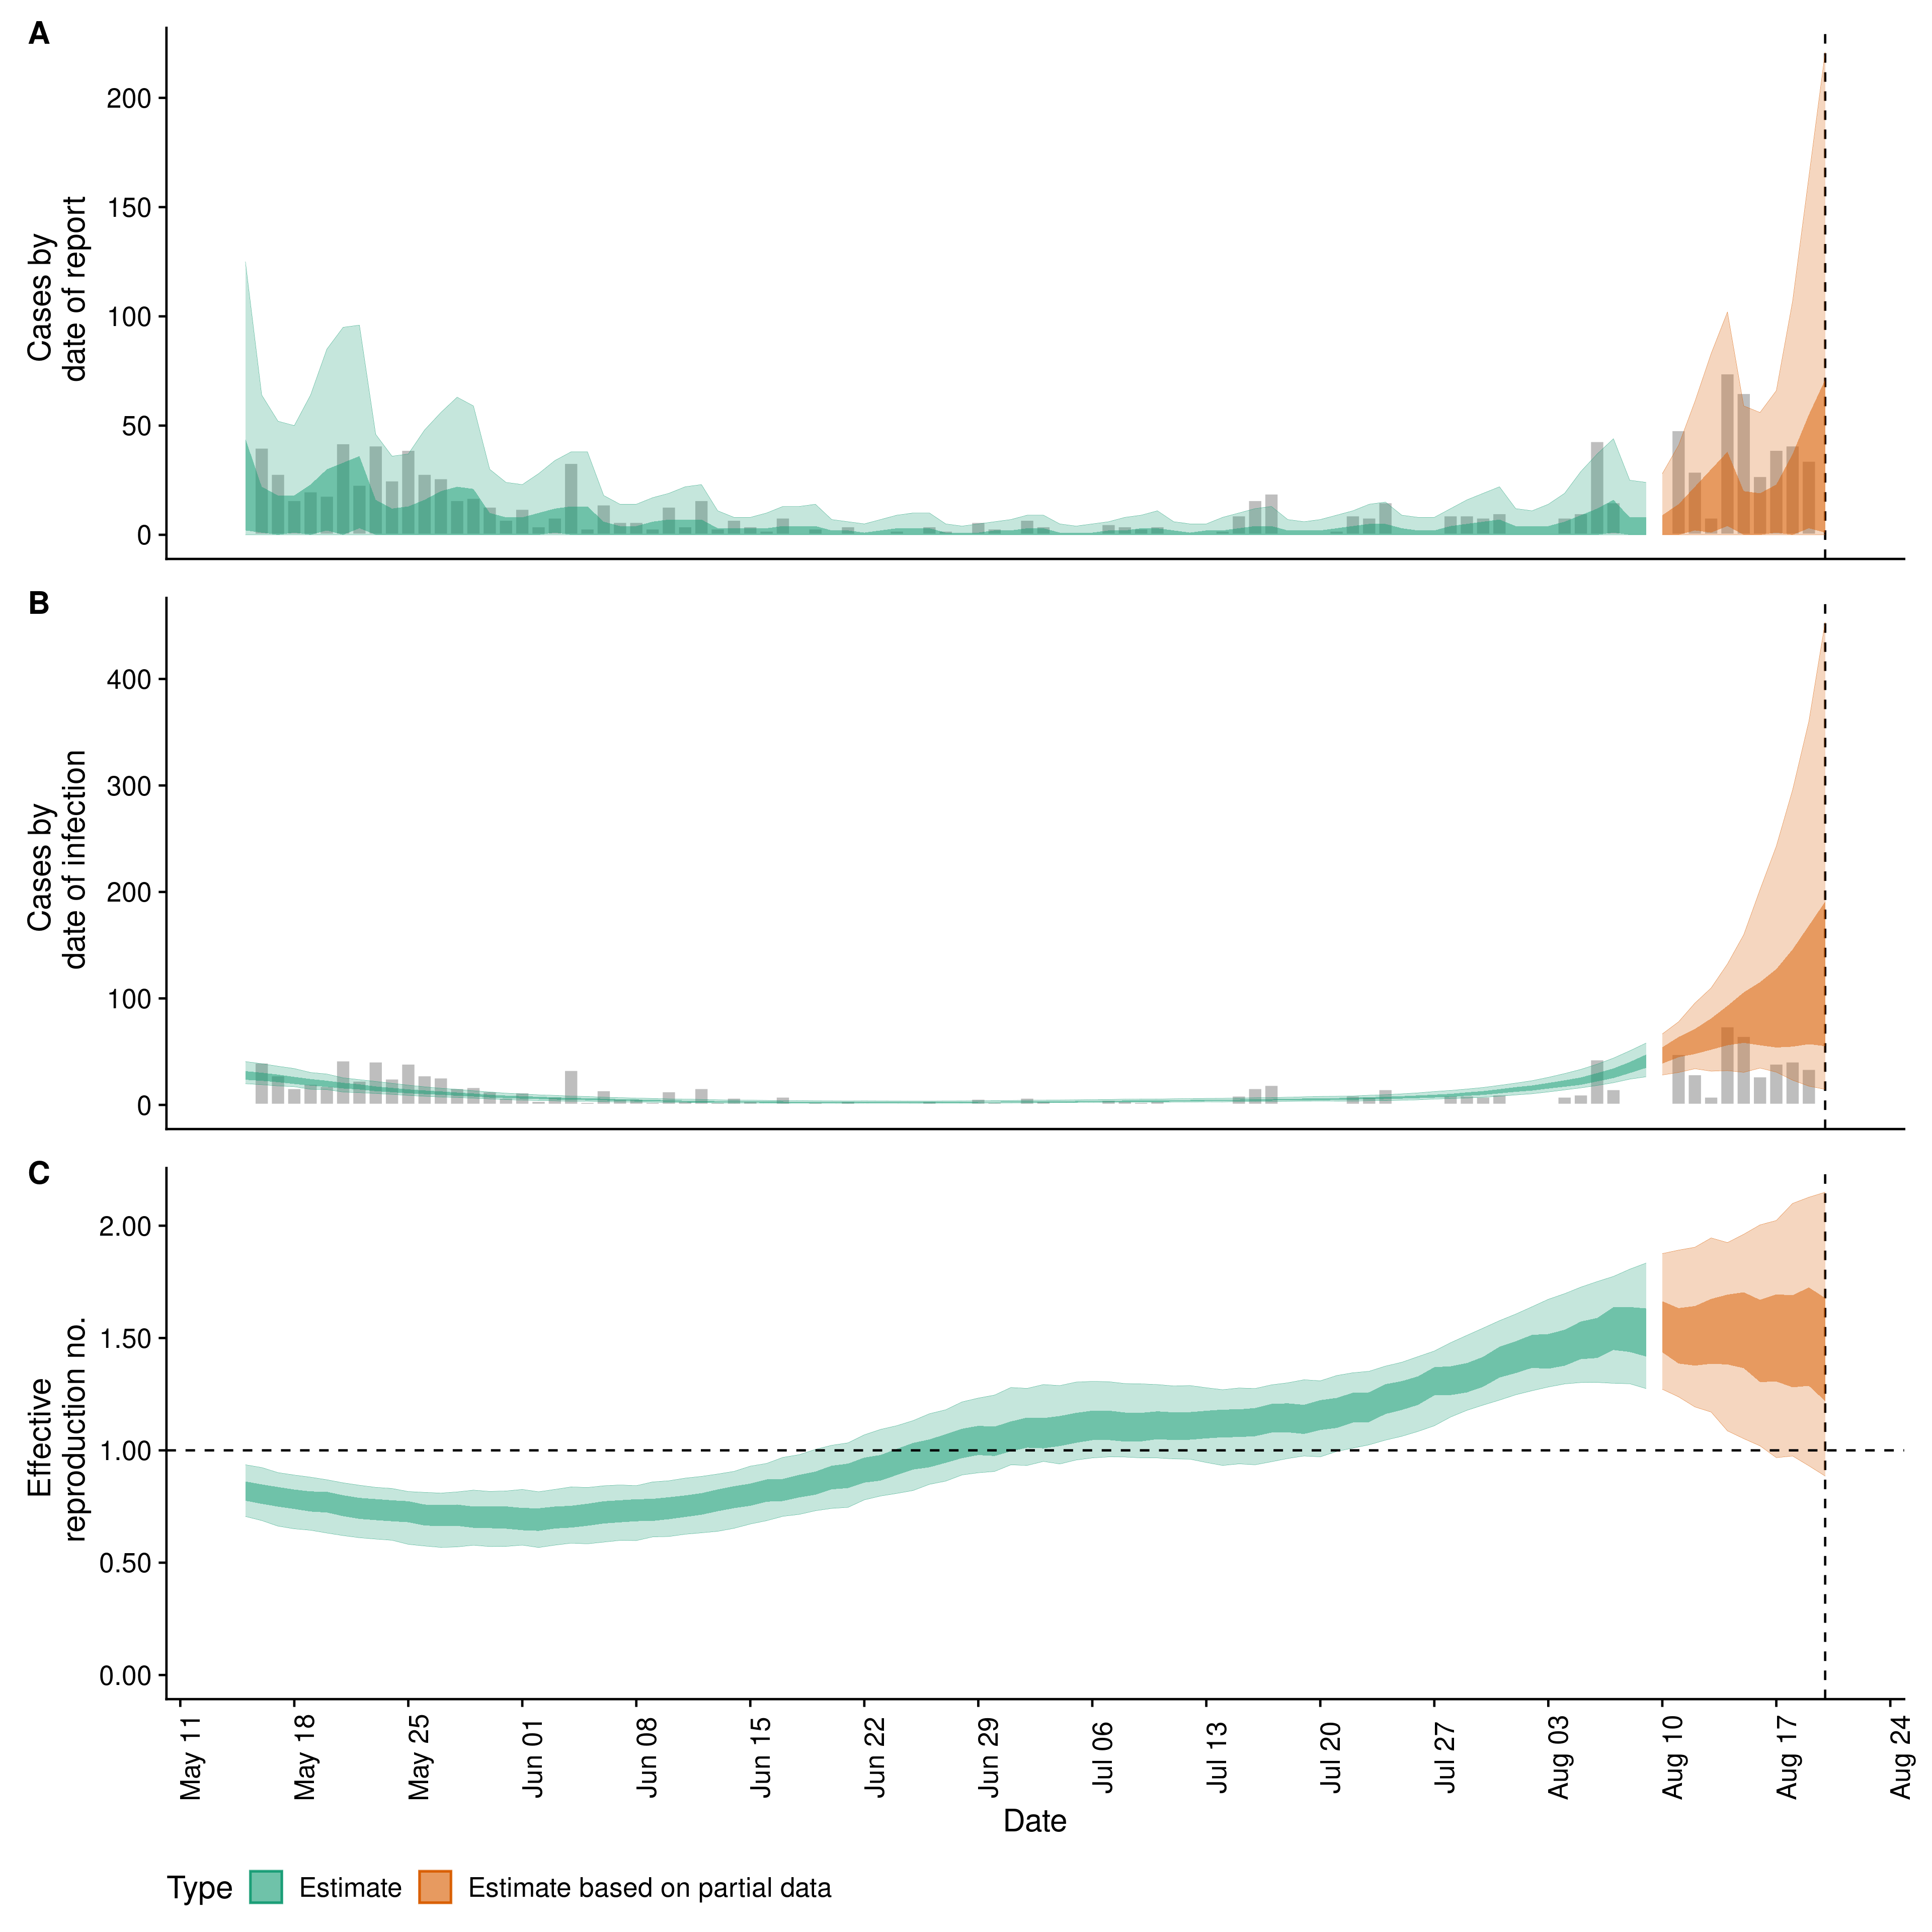 A
Cases by
date of report
200
150
100
50
0
B
Cases by
date of infection
400
300
200
100
0
C
Effective
reproduction no.
2.00
1.50
1.00
0.50
0.00
May 11
May 18
May 25
Jun 01
Jun 08
Jun 15
Jun 22
Jun 29
Jul 06
Jul 13
Jul 20
Jul 27
Aug 03
Aug 10
Aug 17
Aug 24
Date
Type Estimate Estimate based on partial data